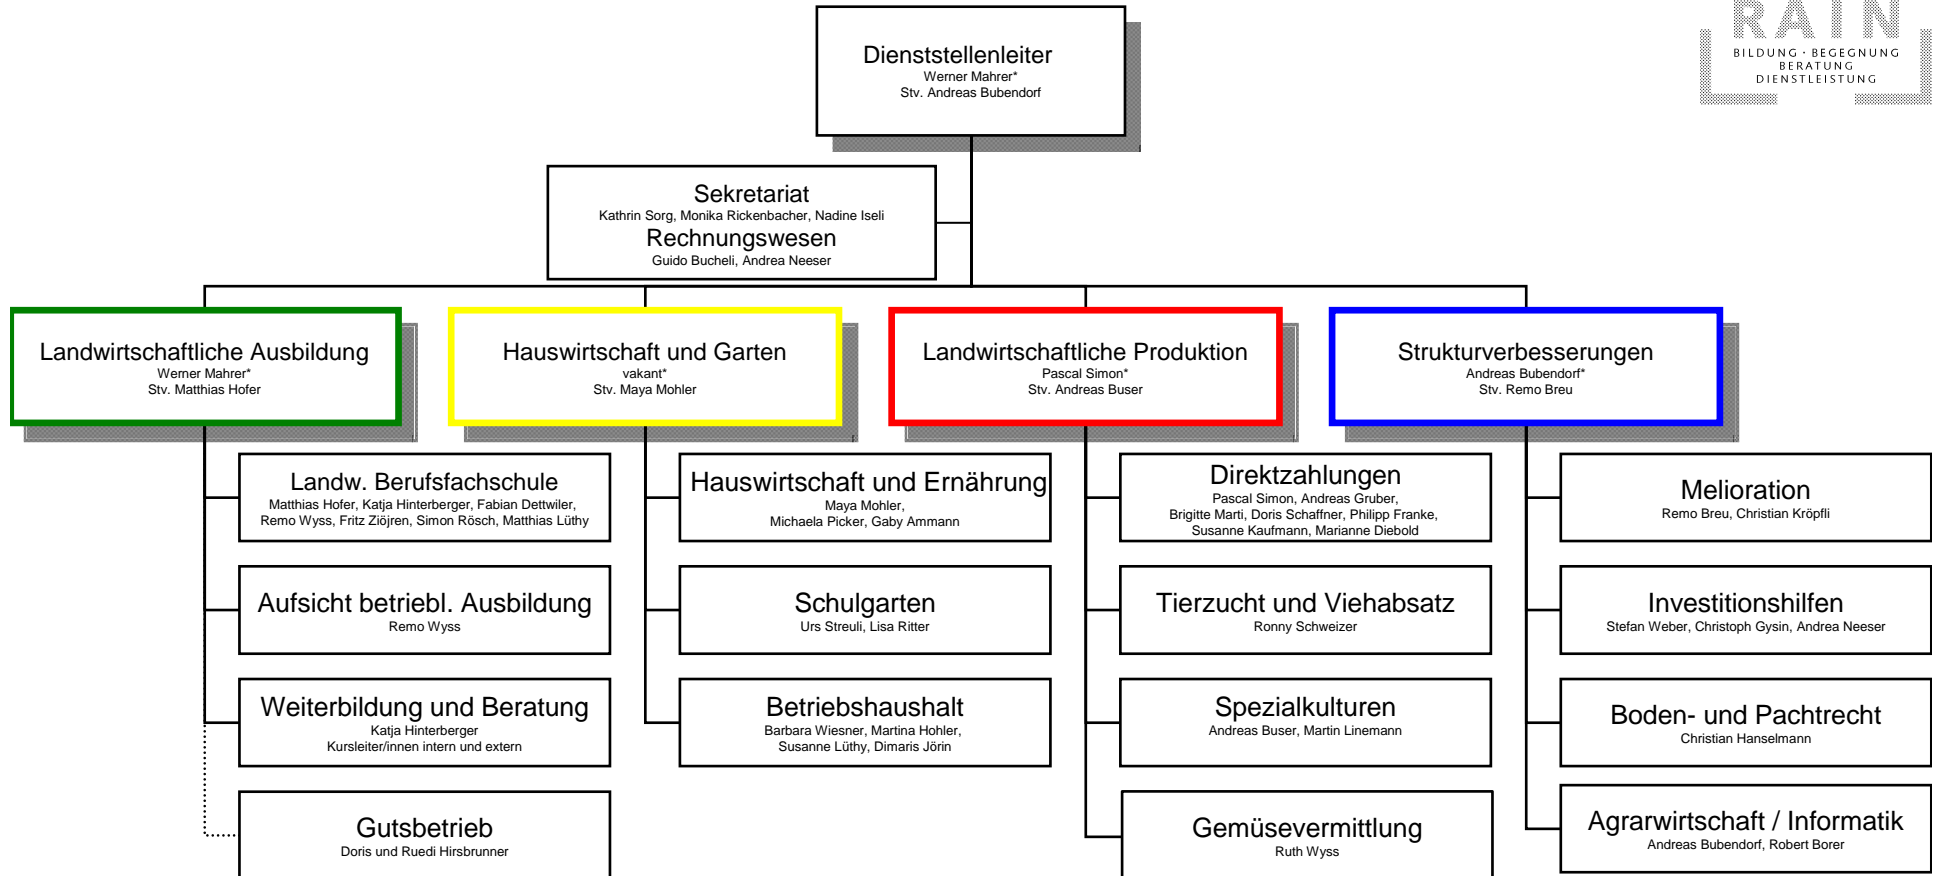 RAIN
BILDUNG · BEGEGNUNG
BERATUNG
DIENSTLEISTUNG
Dienststellenleiter
Werner Mahrer*
Stv. Andreas Bubendorf
Sekretariat
Kathrin Sorg, Monika Rickenbacher, Nadine Iseli
Rechnungswesen
Guido Bucheli, Andrea Neeser
Landwirtschaftliche Ausbildung
Werner Mahrer*
Stv. Matthias Hofer
Landw. Berufsfachschule
Matthias Hofer, Katja Hinterberger, Fabian Dettwiler,
Remo Wyss, Fritz Ziöjren, Simon Rösch, Matthias Lüthy
Aufsicht betriebl. Ausbildung
Remo Wyss
Weiterbildung und Beratung
Katja Hinterberger
Kursleiter/innen intern und extern
Gutsbetrieb
Doris und Ruedi Hirsbrunner
Hauswirtschaft und Garten
vakant*
Stv. Maya Mohler
Hauswirtschaft und Ernährung
Maya Mohler,
Michaela Picker, Gaby Ammann
Schulgarten
Urs Streuli, Lisa Ritter
Betriebshaushalt
Barbara Wiesner, Martina Hohler,
Susanne Lüthy, Dimaris Jörin
Landwirtschaftliche Produktion
Pascal Simon*
Stv. Andreas Buser
Direktzahlungen
Pascal Simon, Andreas Gruber,
Brigitte Marti, Doris Schaffner, Philipp Franke,
Susanne Kaufmann, Marianne Diebold
Tierzucht und Viehabsatz
Ronny Schweizer
Spezialkulturen
Andreas Buser, Martin Linemann
Gemüsevermittlung
Ruth Wyss
Strukturverbesserungen
Andreas Bubendorf*
Stv. Remo Breu
Melioration
Remo Breu, Christian Kröpfli
Investitionshilfen
Stefan Weber, Christoph Gysin, Andrea Neeser
Boden- und Pachtrecht
Christian Hanselmann
Agrarwirtschaft / Informatik
Andreas Bubendorf, Robert Borer